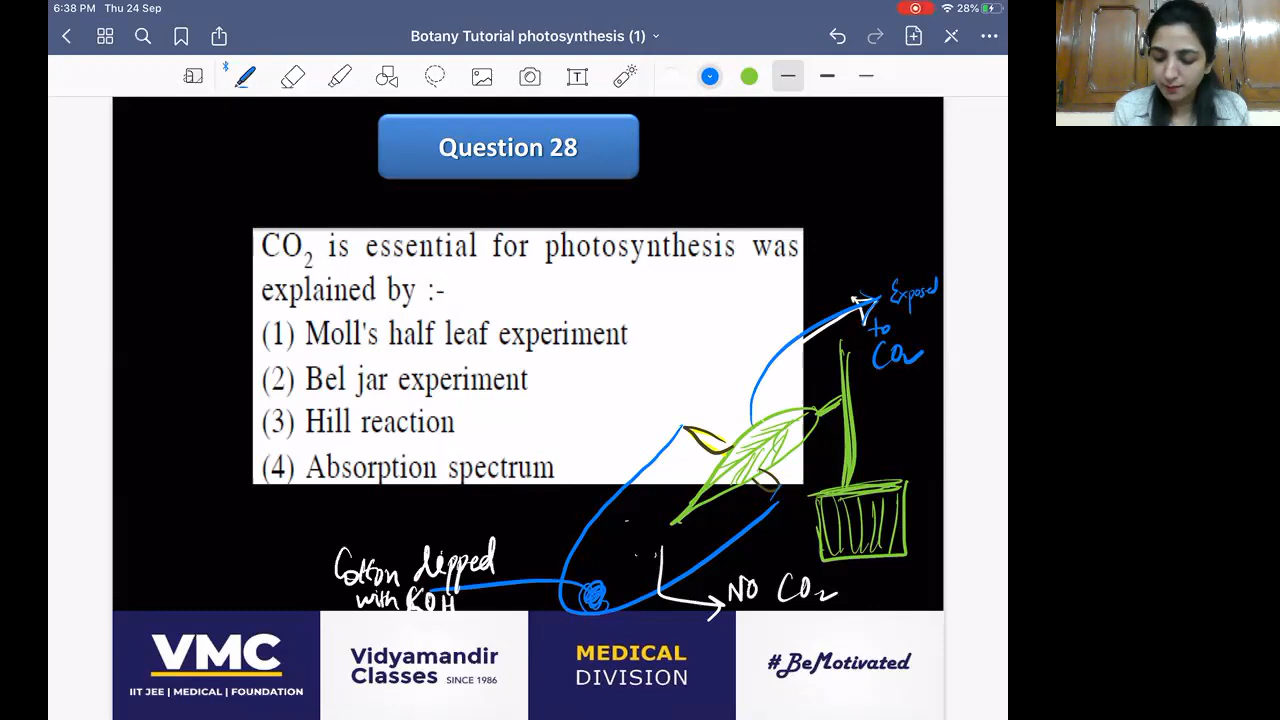 6:38 PM Thu 24 Sep
28%
Botany Tutorial photosynthesis (1)
T
Question 28
CO2 is essential for photosynthesis was
explained by :-
(1) Moll's half leaf experiment
(2) Bel jar experiment
(3) Hill reaction
(4) Absorption spectrum
Exposed
to
CO2
Cotton dipped
with KOH
NO CO2
VMC
IIT JEE | MEDICAL | FOUNDATION
Vidyamandir
Classes SINCE 1986
MEDICAL
DIVISION
#BeMotivated